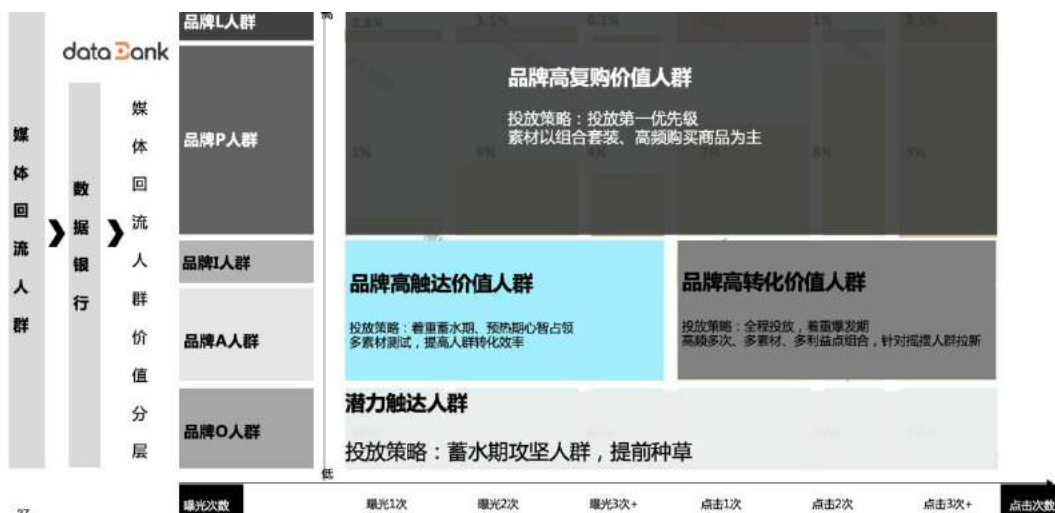 媒体回流人群
dataBank
数据银行
媒体回流人群价值分层
品牌L人群
品牌P人群
品牌I人群
品牌A人群
品牌O人群
高
1.5%
1%
品牌高复购价值人群
投放策略：投放第一优先级
素材以组合套装、高频购买商品为主
1%
品牌高触达价值人群
投放策略：着重蓄水期、预热期心智占领
多素材测试，提高人群转化效率
品牌高转化价值人群
投放策略：全程投放，着重爆发期
高频多次、多素材、多利益点组合，针对摇摆人群拉新
潜力触达人群
投放策略：蓄水期攻坚人群，提前种草
低
曝光次数
曝光1次
曝光2次
曝光3次+
点击1次
点击2次
点击3次+
点击次数